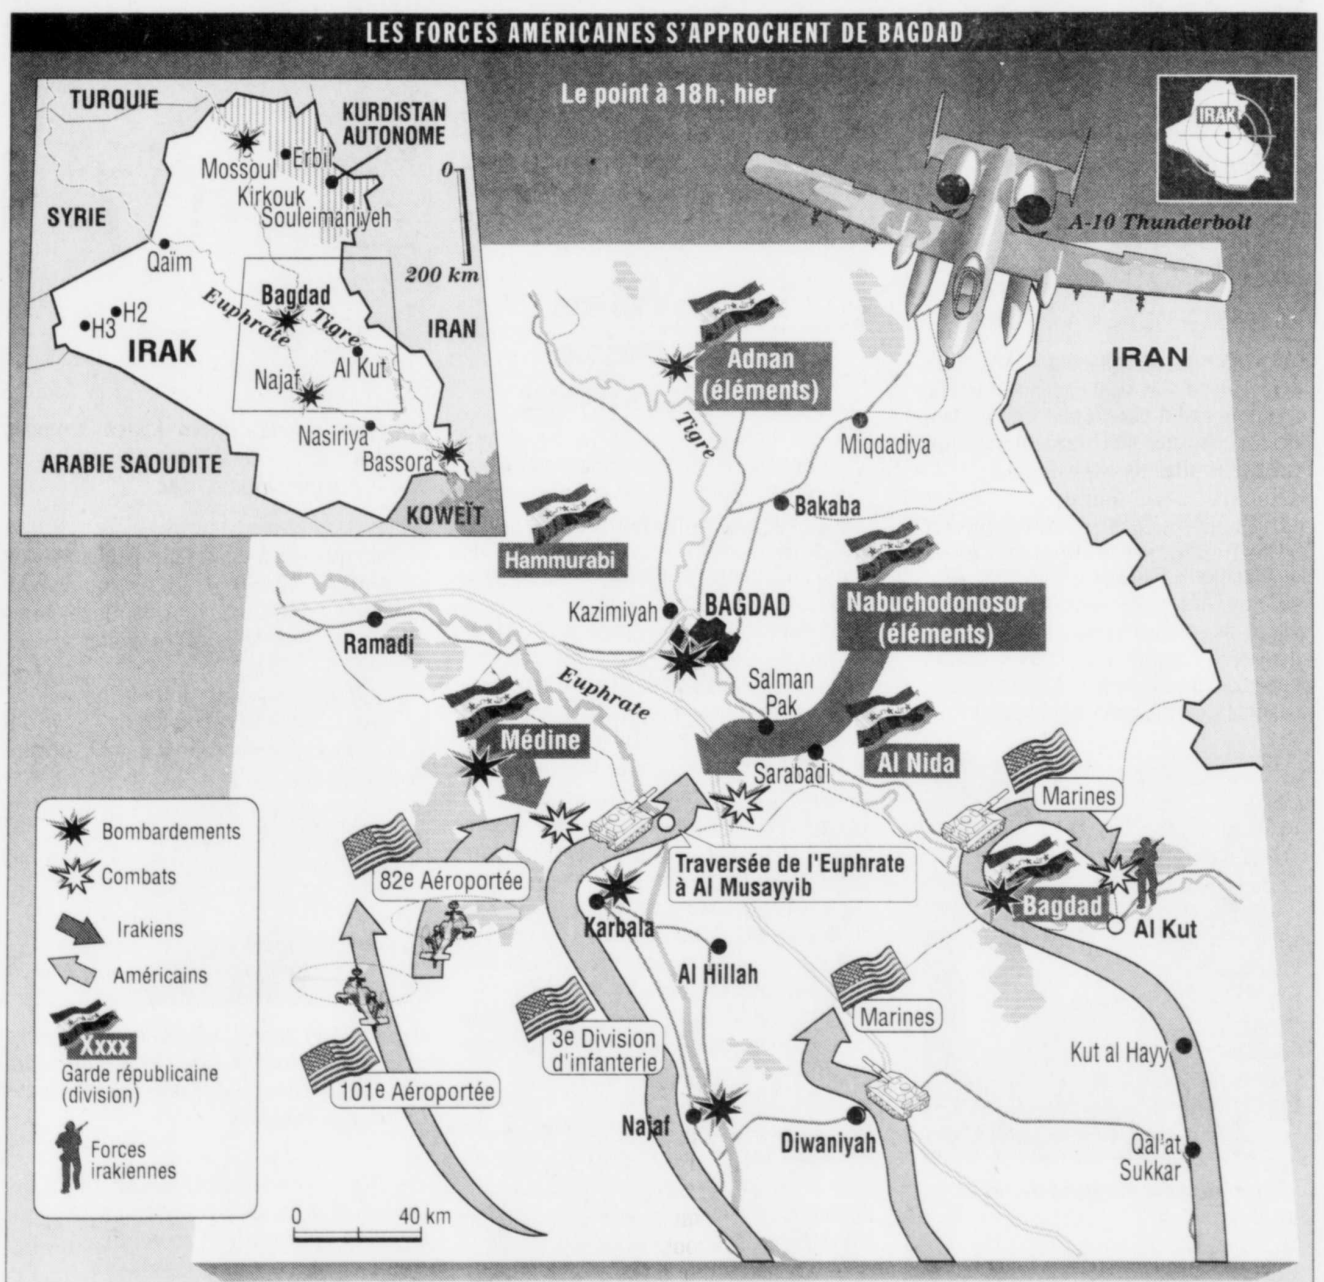 LES FORCES AMÉRICAINES S'APPROCHENT DE BAGDAD
Le point à 18h, hier
TURQUIE
KURDISTAN
AUTONOME
Mossoul
Erbil
Kirkouk
Souleimaniyeh
0
200 km
SYRIE
Qaïm
Bagdad
Euphrate
Tigre
IRAN
H2
H3
IRAK
Al Kut
Najaf
Nasiriya
Bassora
ARABIE SAOUDITE
KOWEÏT
IRAK
A-10 Thunderbolt
IRAN
Adnan
(éléments)
Tigre
Miqdadiya
Bakaba
Hammurabi
Nabuchodonosor
(éléments)
Kazimiyah
BAGDAD
Ramadi
Euphrate
Salman
Pak
Médine
Al Nida
Sarabadi
Marines
82e Aéroportée
Traversée de l'Euphrate
à Al Musayyib
Karbala
Bagdad
Al Kut
Al Hillah
Marines
3e Division
d'infanterie
Kut al Hayy
101e Aéroportée
Najaf
Diwaniyah
Qal'at
Sukkar
0
40 km
Bombardements
Combats
Irakiens
Américains
Xxxx
Garde républicaine
(division)
Forces
irakiennes